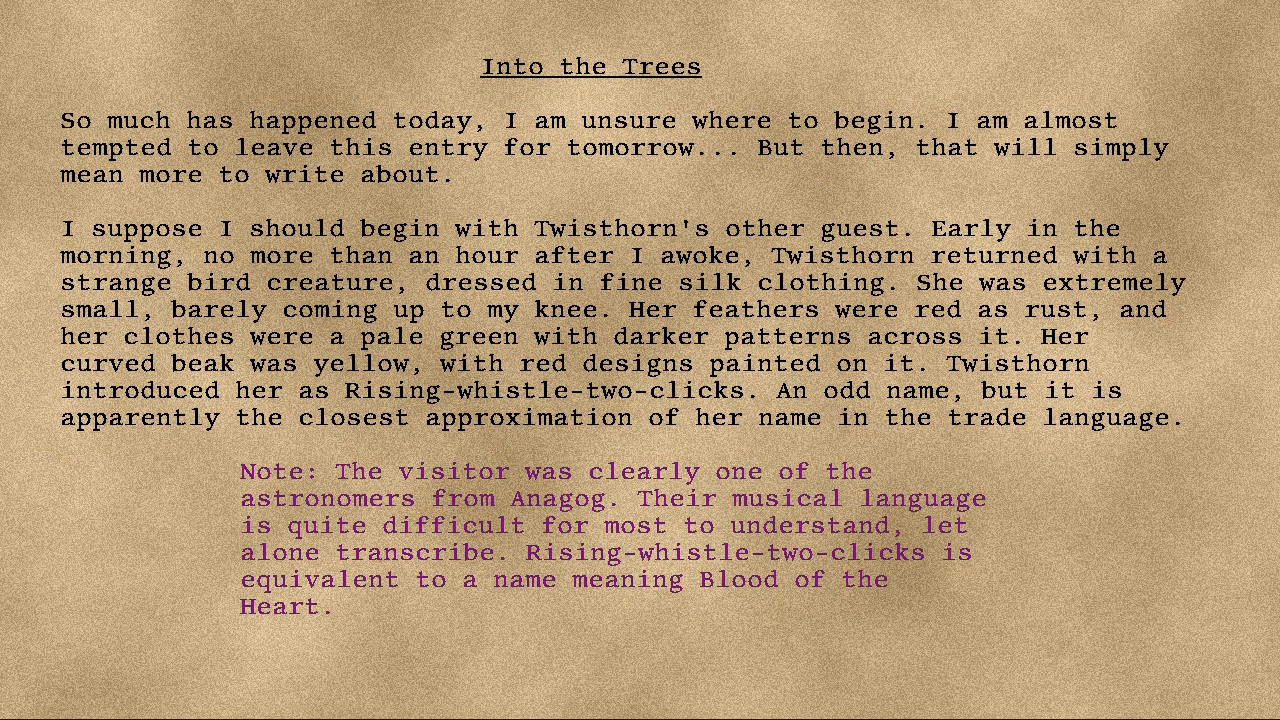 Into the Trees
So much has happened today, I am unsure where to begin. I am almost
tempted to leave this entry for tomorrow... But then, that will simply
mean more to write about.
I suppose I should begin with Twisthorn's other guest. Early in the
morning, no more than an hour after I awoke, Twisthorn returned with a
strange bird creature, dressed in fine silk clothing. She was extremely
small, barely coming up to my knee. Her feathers were red as rust, and
her clothes were a pale green with darker patterns across it. Her
curved beak was yellow, with red designs painted on it. Twisthorn
introduced her as Rising-whistle-two-clicks. An odd name, but it is
apparently the closest approximation of her name in the trade language.
Note: The visitor was clearly one of the
astronomers from Anagog. Their musical language
is quite difficult for most to understand, let
alone transcribe. Rising-whistle-two-clicks is
equivalent to a name meaning Blood of the
Heart.